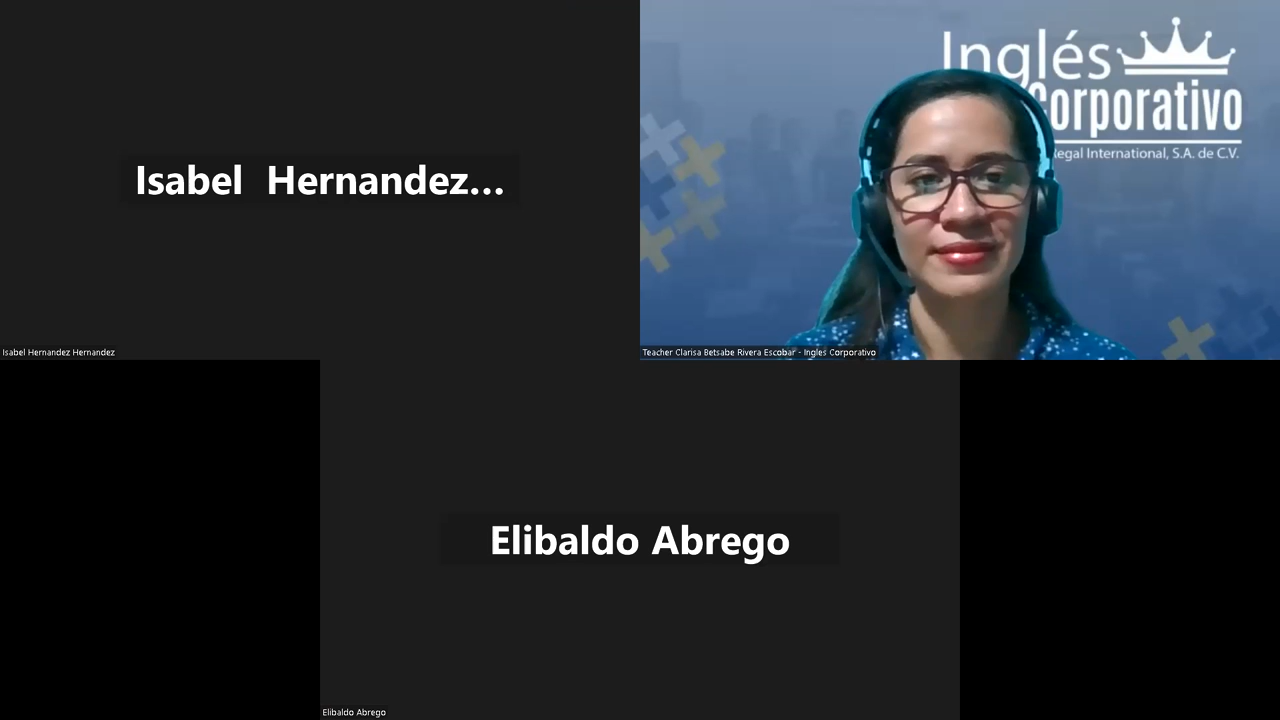 Isabel Hernandez...
Isabel Hernandez Hernandez
Inglés
Corporativo
Regal International, S.A. de C.V.
Teacher Clarisa Betsabe Rivera Escobar - Ingles Corporativo
Elibaldo Abrego
Elibaldo Abrego